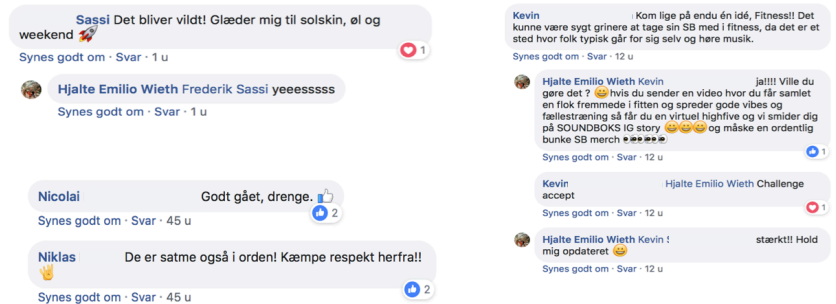 Sassi Det bliver vildt! Glæder mig til solskin, øl og
weekend 🚀
1
Synes godt om · Svar · 1 u
Hjalte Emilio Wieth Frederik Sassi yeeesssss
Synes godt om · Svar · 1 u
Nicolai Godt gået, drenge. 👍
2
Synes godt om · Svar · 45 u
Niklas De er satme også i orden! Kæmpe respekt herfra!!
🤘
2
Synes godt om · Svar · 45 u
Kevin Kom lige på endu én idé, Fitness!! Det
kunne være sygt grinere at tage sin SB med i fitness, da det er et
sted hvor folk typisk går for sig selv og høre musik.
Synes godt om · Svar · 12 u
Hjalte Emilio Wieth Kevin ja!!!! Ville du
gøre det ? 😄hvis du sender en video hvor du får samlet
en flok fremmede i fitten og spreder gode vibes og
fællestræning så får du en virtuel highfive og vi smider dig
på SOUNDBOKS IG story 😄😄😄og måske en ordentlig
bunke SB merch 👀👀👀👀
1
Synes godt om · Svar · 12 u
Kevin Hjalte Emilio Wieth Challenge
accept
1
Synes godt om · Svar · 12 u
Hjalte Emilio Wieth Kevin stærkt!! Hold
mig opdateret 😄
Synes godt om · Svar · 12 u